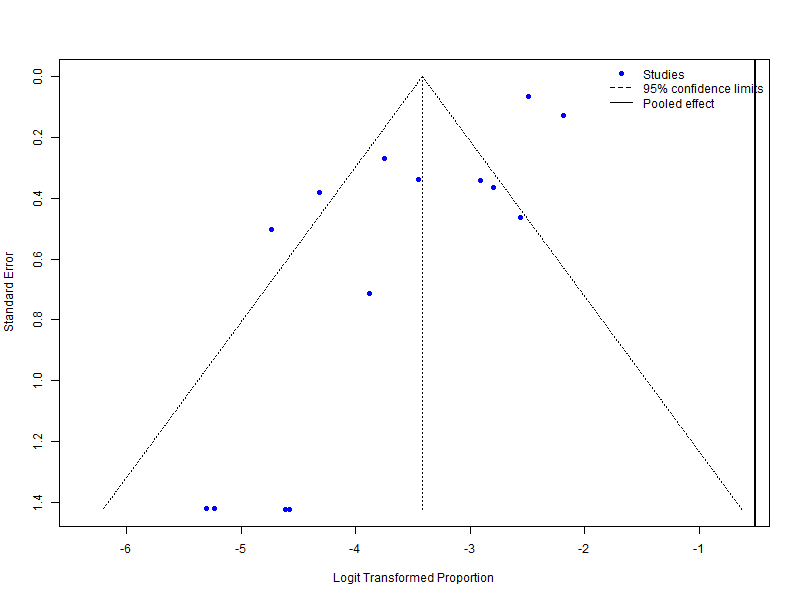 Studies
95% confidence limits
Pooled effect
0.0
0.2
0.4
0.6
0.8
1.0
1.2
1.4
Standard Error
-6
-5
-4
-3
-2
-1
Logit Transformed Proportion